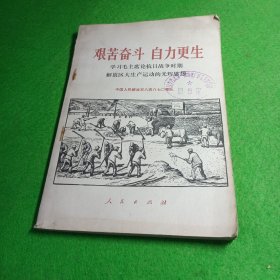 艰苦奋斗 自力更生
学习毛主席论抗日战争时期
解放区大生产运动的光辉思想
人民出版社